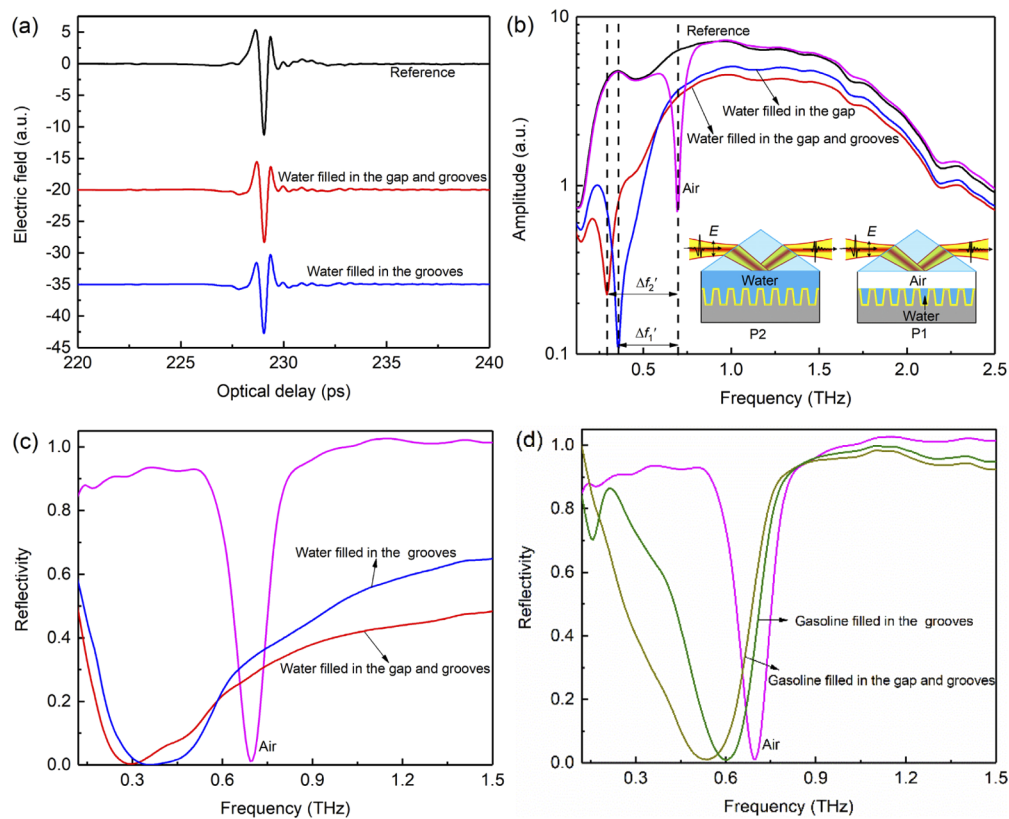 (a)
5
0
-5
-10
-15
-20
-25
-30
-35
-40
-45
Electric field (a.u.)
Reference
Water filled in the gap and grooves
Water filled in the grooves
220
225
230
235
240
Optical delay (ps)
(b)
10
1
0.1
Amplitude (a.u.)
Reference
Water filled in the gap
Water filled in the gap and grooves
Air
E
E
Water
Air
Water
P2
P1
Δf2'
Δf1'
0.5
1.0
1.5
2.0
2.5
Frequency (THz)
(c)
1.0
0.8
0.6
0.4
0.2
0.0
Reflectivity
Water filled in the grooves
Water filled in the gap and grooves
Air
0.3
0.6
0.9
1.2
1.5
Frequency (THz)
(d)
1.0
0.8
0.6
0.4
0.2
0.0
Reflectivity
Gasoline filled in the grooves
Gasoline filled in the gap and grooves
Air
0.3
0.6
0.9
1.2
1.5
Frequency (THz)